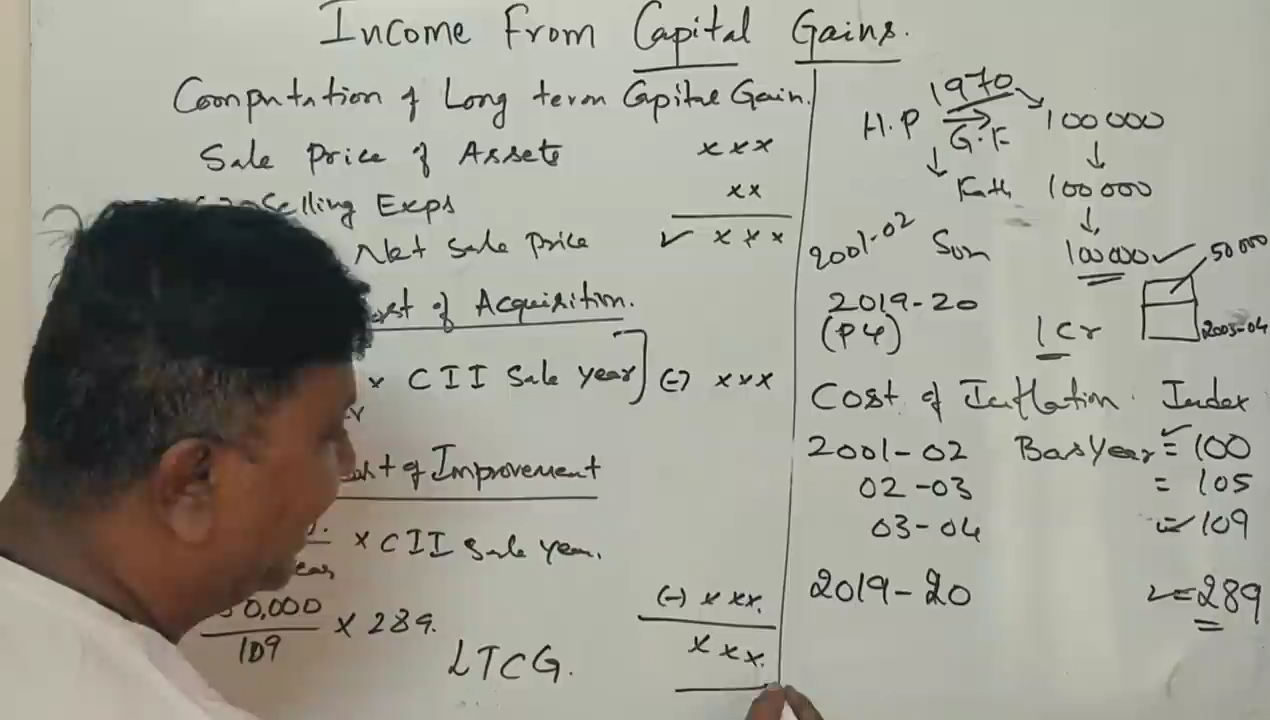 Income From Capital Gains.
Computation of Long term Capital Gain.
Sale Price of Assets xxx
Selling Exps xx
Net Sale Price ✓ xxx
of Acquisition.
x CII Sale Year] (-) xxx
of Improvement
x CII Sale Year.
0,000
109
x 289.
(-) xxx.
LTCG. xxx.
1970
H.P → 100000
G.F
↓ ↓
Fath 100000
↓
2001-02 Son 100000 ✓ 50000
2019-20
(P4) 1 Cr 2003-04
Cost of Inflation Index
2001-02 Bas Year = 100
02-03 = 105
03-04 = 109
2019-20 = 289